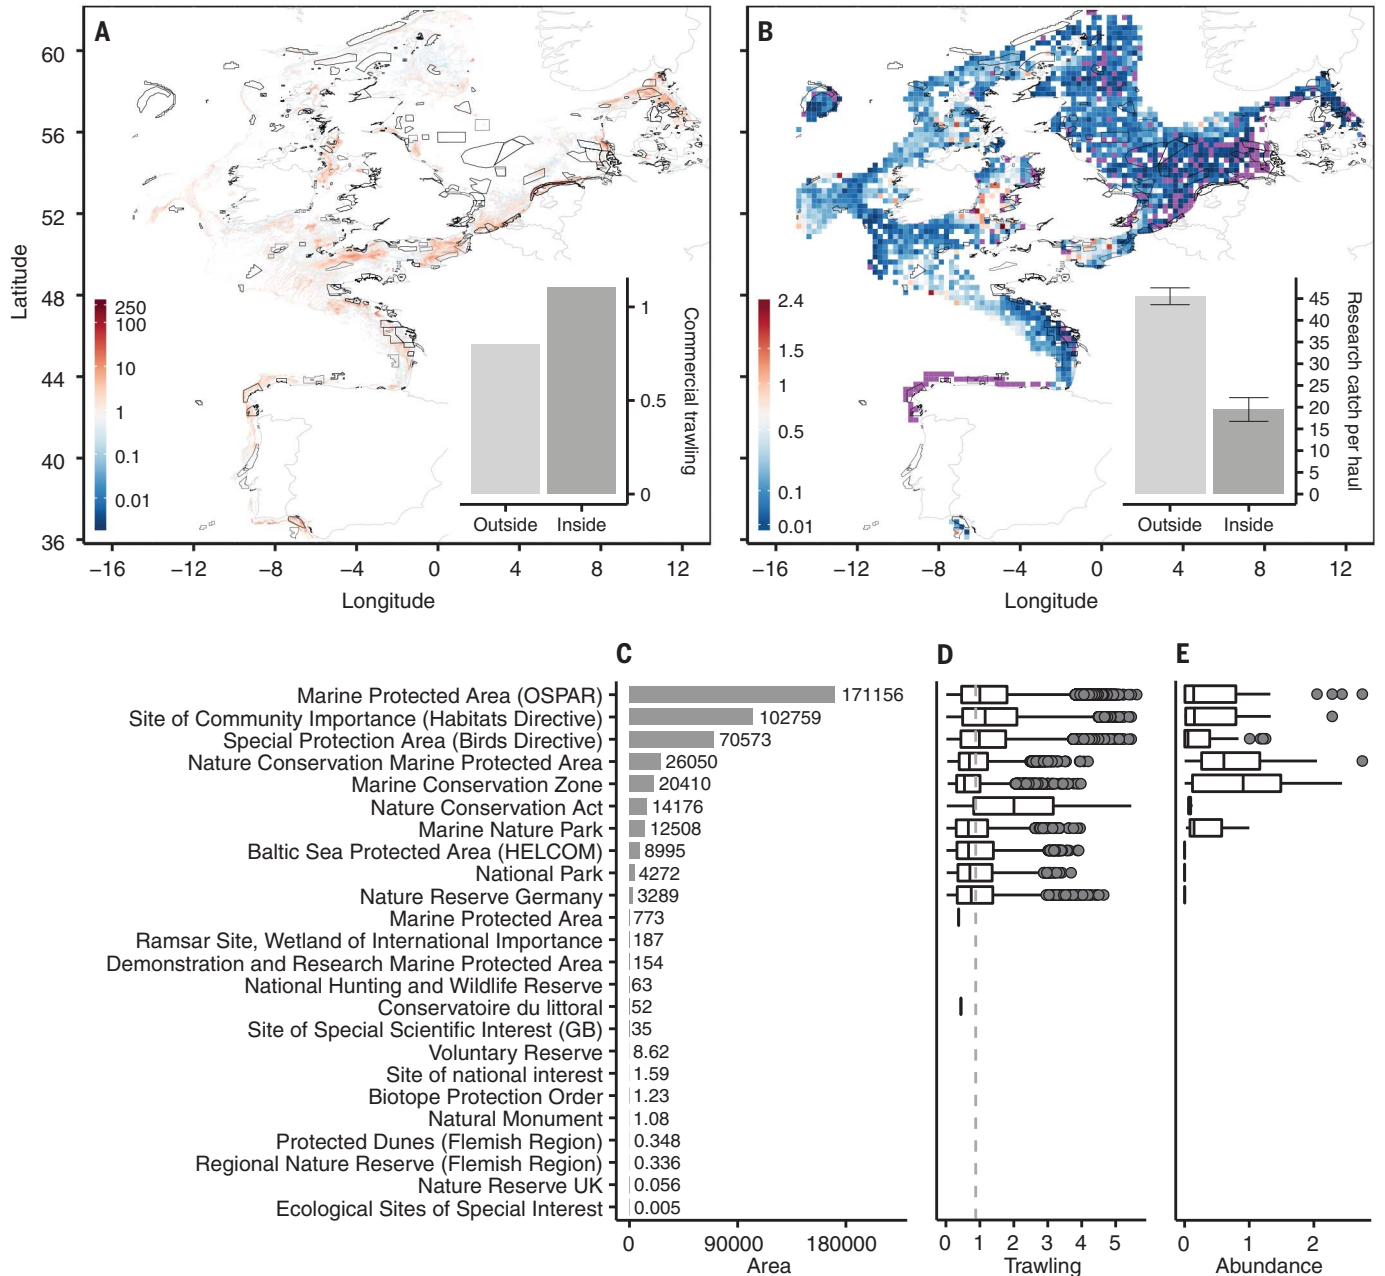 A
B
60
56
52
48
44
40
36
Latitude
250
100
10
1
0.1
0.01
1
0.5
0
Commercial trawling
Outside
Inside
−16
−12
−8
−4
0
4
8
12
Longitude
2.4
1.5
1
0.5
0.1
0.01
45
40
35
30
25
20
15
10
5
0
Research catch per haul
Outside
Inside
−16
−12
−8
−4
0
4
8
12
Longitude
C
D
E
Marine Protected Area (OSPAR)
171156
Site of Community Importance (Habitats Directive)
102759
Special Protection Area (Birds Directive)
70573
Nature Conservation Marine Protected Area
26050
Marine Conservation Zone
20410
Nature Conservation Act
14176
Marine Nature Park
12508
Baltic Sea Protected Area (HELCOM)
8995
National Park
4272
Nature Reserve Germany
3289
Marine Protected Area
773
Ramsar Site, Wetland of International Importance
187
Demonstration and Research Marine Protected Area
154
National Hunting and Wildlife Reserve
63
Conservatoire du littoral
52
Site of Special Scientific Interest (GB)
35
Voluntary Reserve
8.62
Site of national interest
1.59
Biotope Protection Order
1.23
Natural Monument
1.08
Protected Dunes (Flemish Region)
0.348
Regional Nature Reserve (Flemish Region)
0.336
Nature Reserve UK
0.056
Ecological Sites of Special Interest
0.005
0
90000
180000
Area
0
1
2
3
4
5
Trawling
0
1
2
Abundance